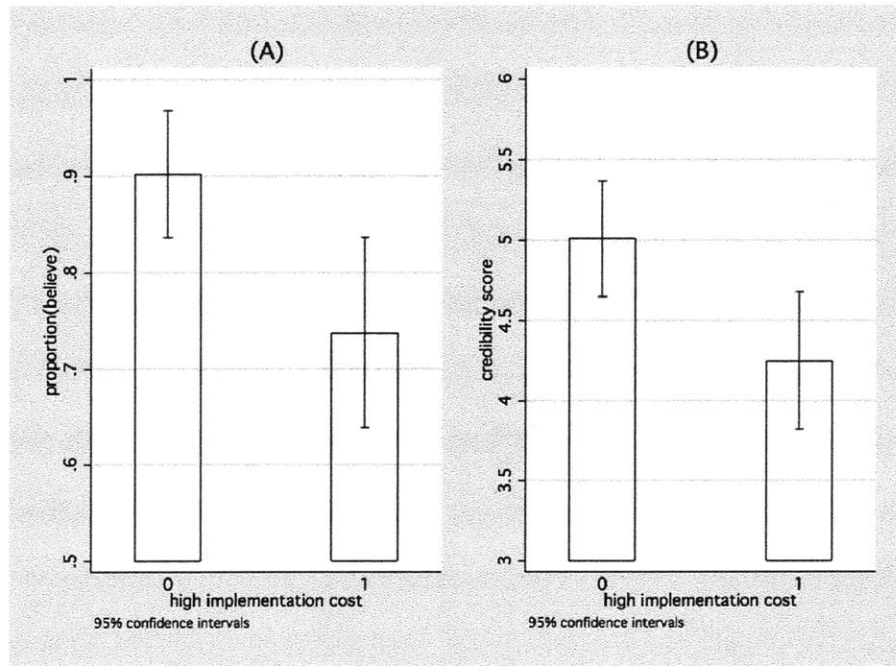 (A)
proportion(believe)
1
.9
.8
.7
.6
.5
0 1
high implementation cost
95% confidence intervals
(B)
credibility score
6
5.5
5
4.5
4
3.5
3
0 1
high implementation cost
95% confidence intervals